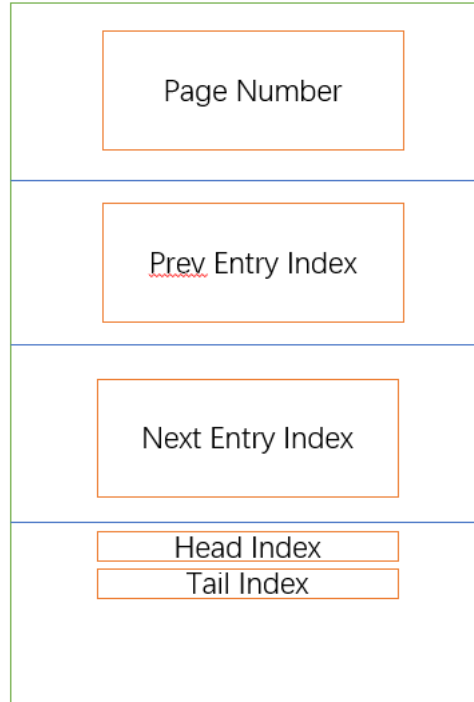 Page Number
Prev Entry Index
Next Entry Index
Head Index
Tail Index